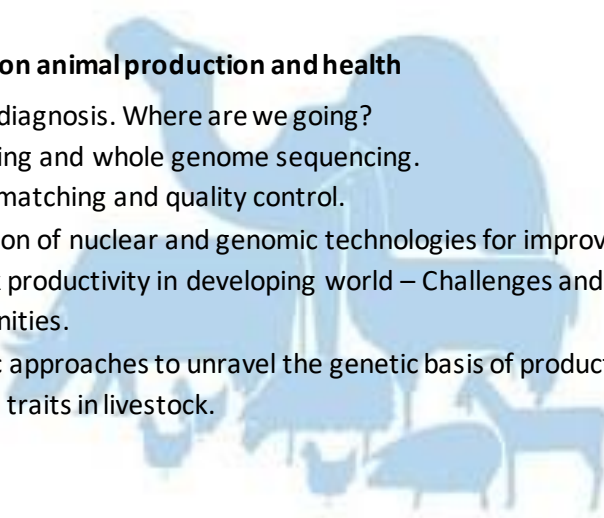 on animal production and health
diagnosis. Where are we going?
ing and whole genome sequencing.
matching and quality control.
on of nuclear and genomic technologies for improv
productivity in developing world – Challenges and
nities.
approaches to unravel the genetic basis of product
traits in livestock.